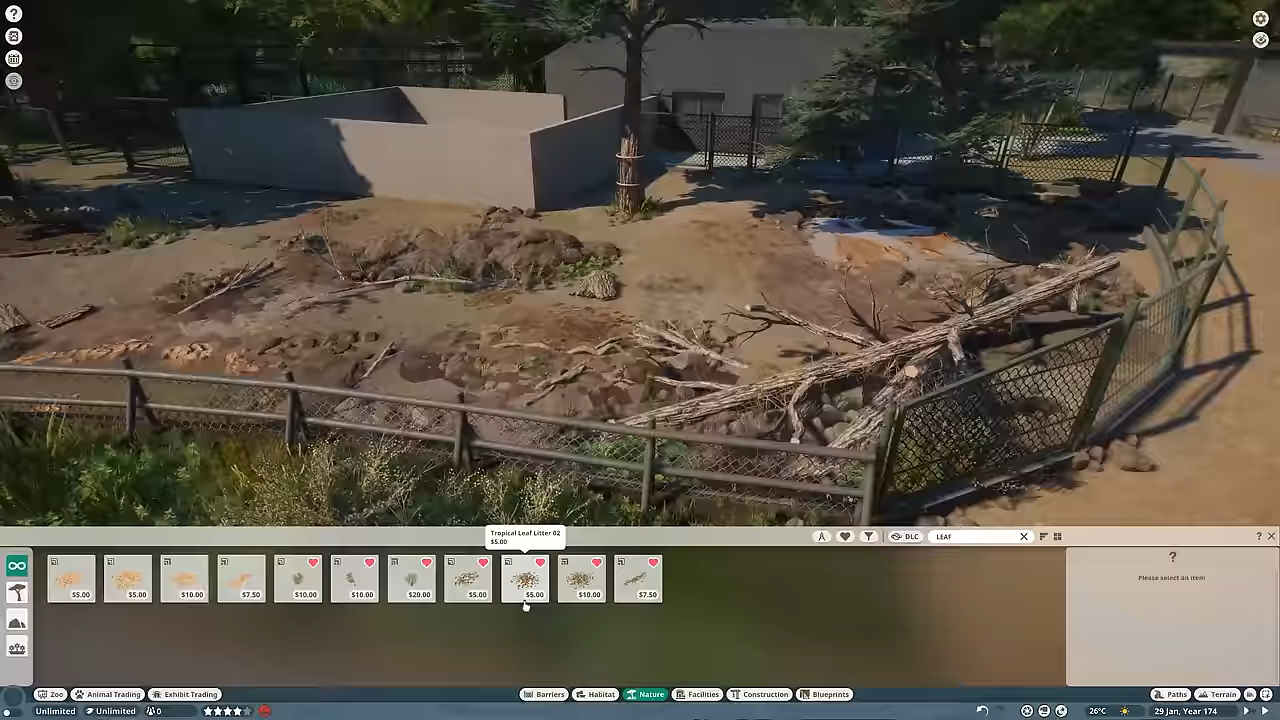 Tropical Leaf Litter 02
$5.00
DLC
LEAF
$5.00
$5.00
$10.00
$7.50
$10.00
$10.00
$20.00
$5.00
$5.00
$10.00
$7.50
?
Please select an item
Zoo
Animal Trading
Exhibit Trading
Barriers
Habitat
Nature
Facilities
Construction
Blueprints
Paths
Terrain
Unlimited
Unlimited
0
26°C
29 Jan, Year 174